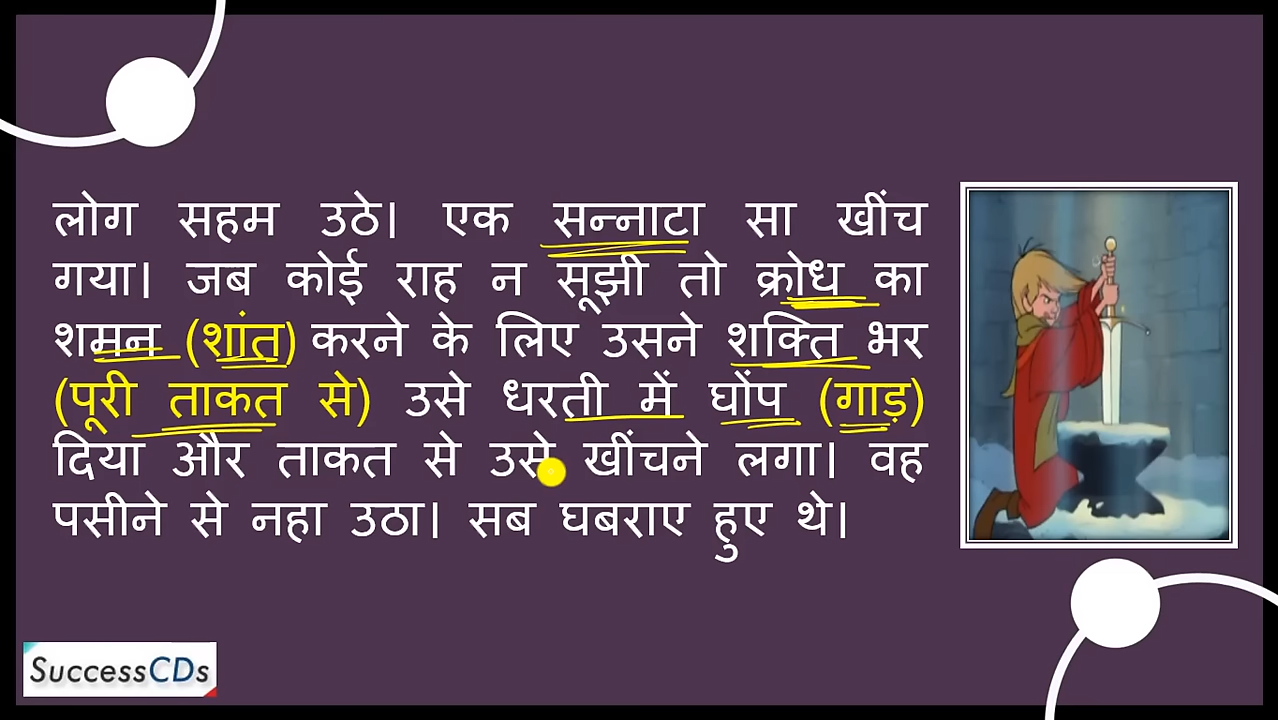 लोग सहम उठे। एक सन्नाटा सा खींच
गया। जब कोई राह न सूझी तो क्रोध का
शमन (शांत) करने के लिए उसने शक्ति भर
(पूरी ताकत से) उसे धरती में घोंप (गाड़)
दिया और ताकत से उसे खींचने लगा। वह
पसीने से नहा उठा। सब घबराए हुए थे।
SuccessCDs